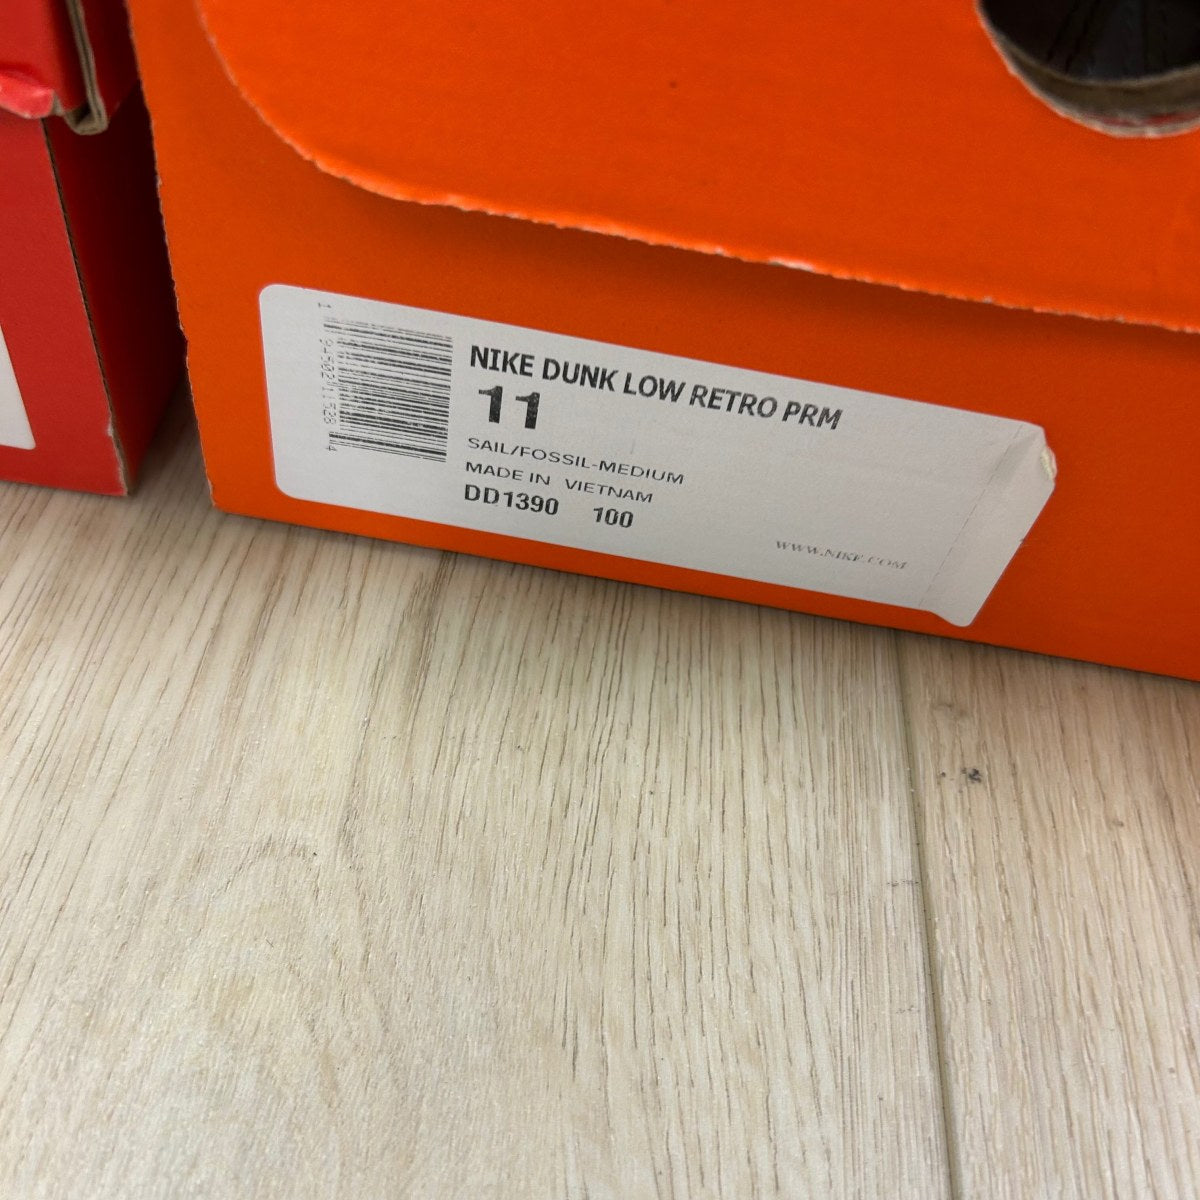 NIKE DUNK LOW RETRO PRM
11
SAIL/FOSSIL-MEDIUM
MADE IN VIETNAM
DD1390 100
WWW.NIKE.COM